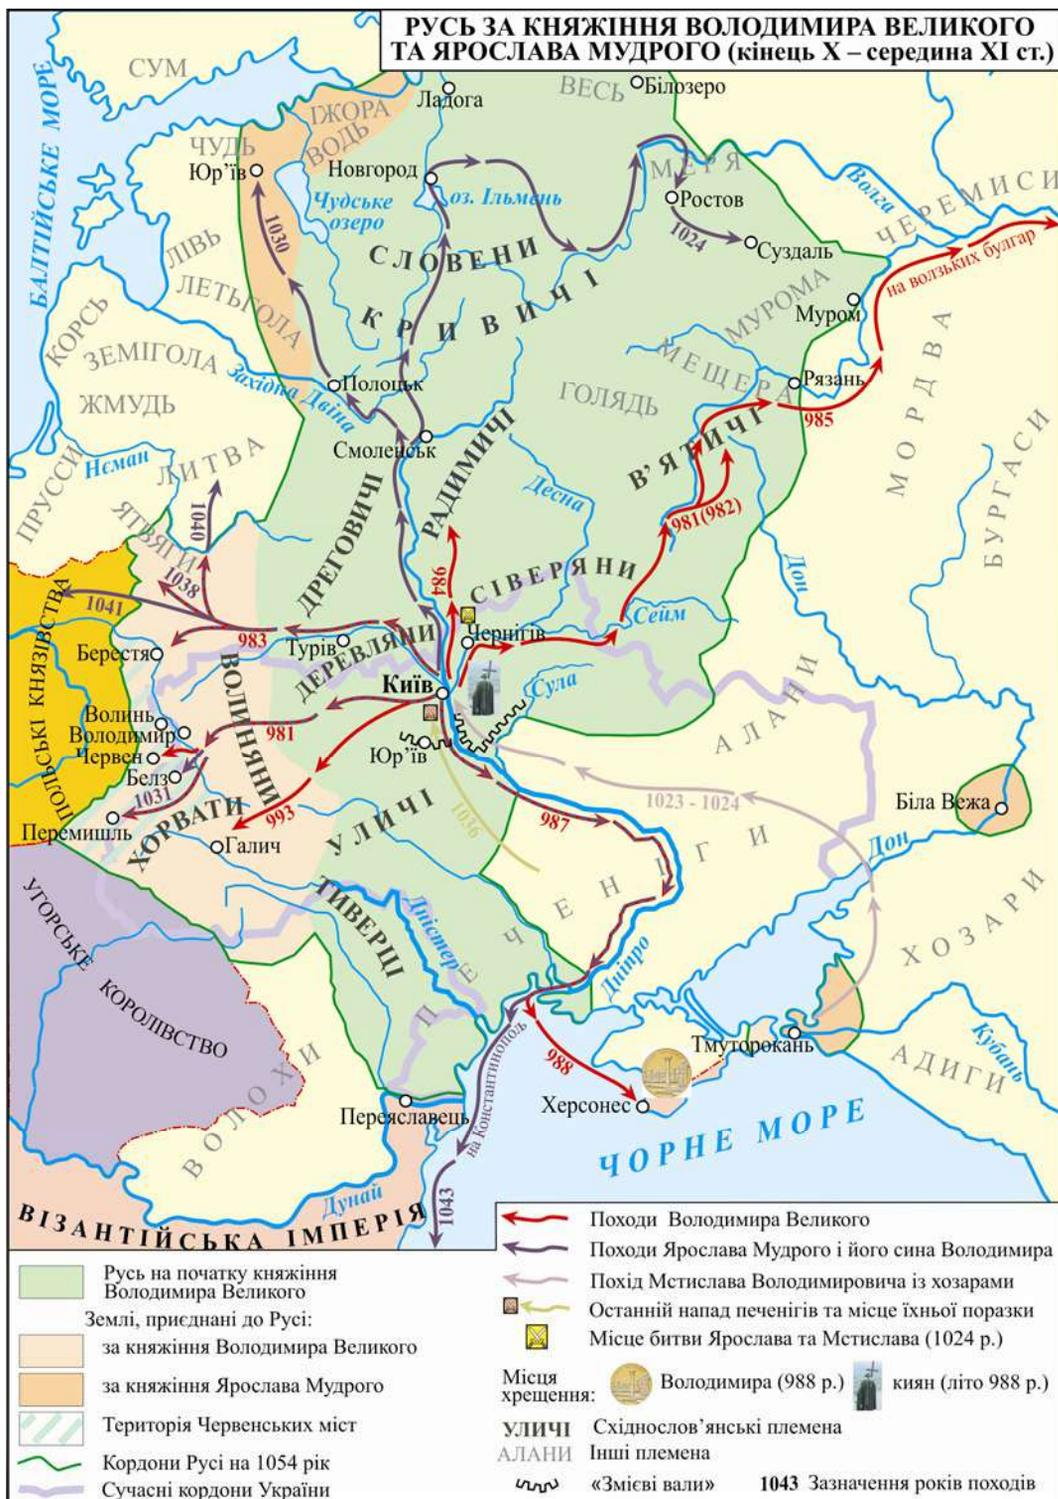 РУСЬ ЗА КНЯЖІННЯ ВОЛОДИМИРА ВЕЛИКОГО
ТА ЯРОСЛАВА МУДРОГО (кінець X – середина XI ст.)
СУМ
БАЛТІЙСЬКЕ МОРЕ
ІЖОРА
ВОДЬ
Ладога
ВЕСЬ
Білозеро
ЧУДЬ
Юр’їв
Новгород
оз. Ільмень
Чудське
озеро
МЕРЯ
Ростов
1024
Суздаль
Волга
ЧЕРЕМИСИ
на волзьких булгар
1030
ЛІВЬ
ЛЕТЬГОЛА
СЛОВЕНИ
КРИВИЧІ
МУРОМА
Муром
МЕЩЕРА
Рязань
985
МОРДВА
БУРГАСИ
КОРСЬ
ЗЕМІГОЛА
ЖМУДЬ
Західна Двіна
Полоцьк
Смоленськ
ГОЛЯДЬ
РАДИМИЧІ
В’ЯТИЧІ
981(982)
Десна
ПРУССИ
Нєман
ЛИТВА
ЯТВЯГИ
1040
1038
1041
ДРЕГОВИЧІ
984
СІВЕРЯНИ
Сейм
Дон
ПОЛЬСЬКІ КНЯЗІВСТВА
Берестя
983
Турів
ДЕРЕВЛЯНИ
Чернігів
Київ
Сула
Волинь
Володимир
Червен
Белз
981
ВОЛИНЯНИ
Юр’їв
АЛАНИ
1031
Перемишль
ХОРВАТИ
993
Галич
УЛИЧІ
1036
987
1023 - 1024
Біла Вежа
Дон
ПЕЧЕНІГИ
ХОЗАРИ
УГОРСЬКЕ КОРОЛІВСТВО
ТИВЕРЦІ
Дністер
Дніпро
ВОЛОХИ
на Константинополь
988
Тмуторокань
Кубань
АДИГИ
Херсонес
Переяславець
ЧОРНЕ МОРЕ
Дунай
1043
ВІЗАНТІЙСЬКА ІМПЕРІЯ
Русь на початку княжіння
Володимира Великого
Землі, приєднані до Русі:
за княжіння Володимира Великого
за княжіння Ярослава Мудрого
Територія Червенських міст
Кордони Русі на 1054 рік
Сучасні кордони України
Походи Володимира Великого
Походи Ярослава Мудрого і його сина Володимира
Похід Мстислава Володимировича із хозарами
Останній напад печенігів та місце їхньої поразки
Місце битви Ярослава та Мстислава (1024 р.)
Місця
хрещення:
Володимира (988 р.)
киян (літо 988 р.)
УЛИЧІ Східнослов’янські племена
АЛАНИ Інші племена
«Змієві вали»
1043 Зазначення років походів